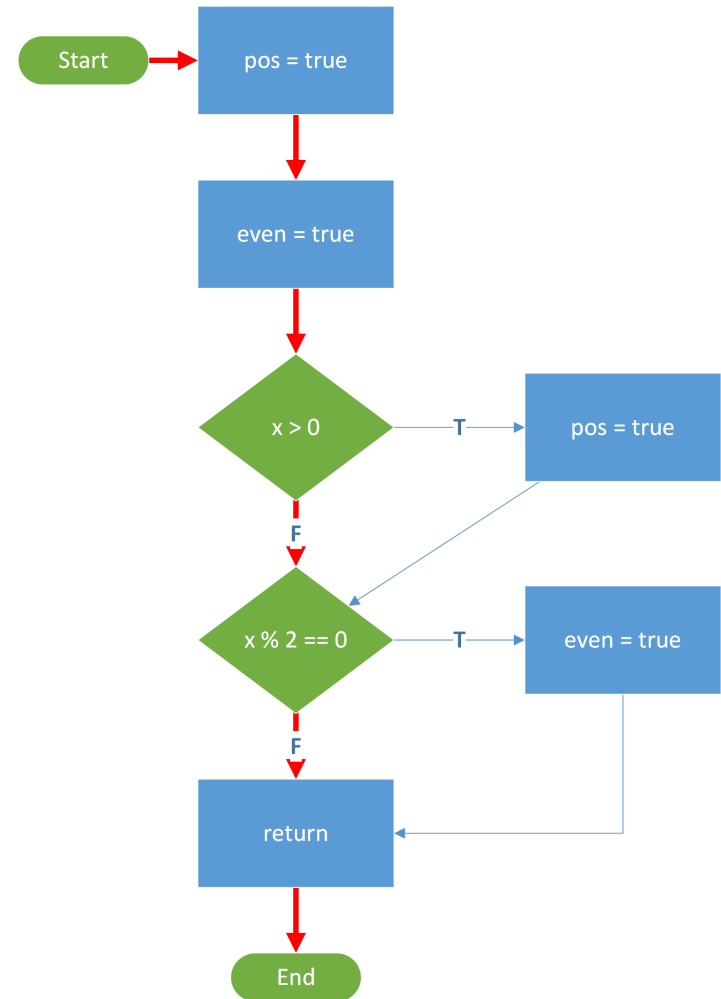 Start
pos = true
even = true
x > 0
T
pos = true
F
x % 2 == 0
T
even = true
F
return
End